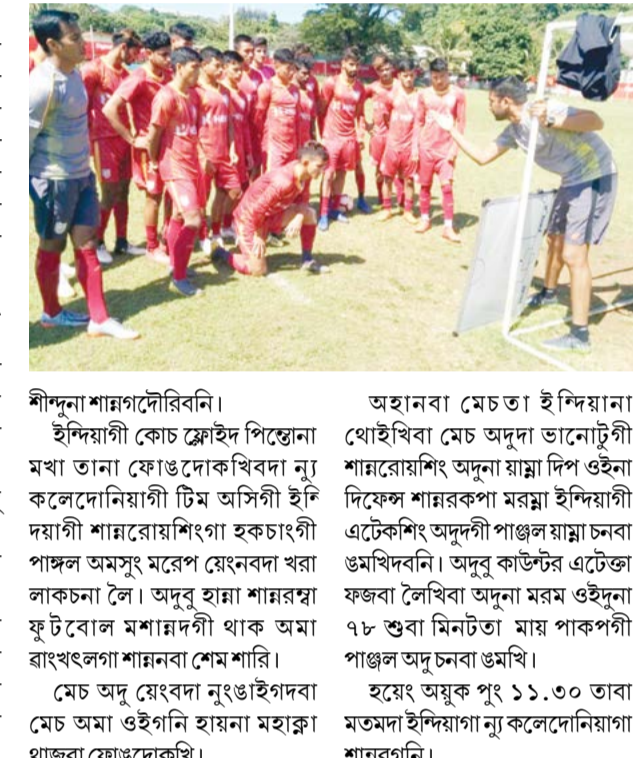 শীন্দুনা শান্নগদৌরিবনি।
ইন্দিয়াগী কোচ ফ্লোইদ পিন্তোনা
মখা তানা ফোঙদোকখিবদা ন্যু
কলেদোনিয়াগী টিম অসিগী ইন্দি
দয়াগী শান্নরোয়শিংগা হকচাংগী
পাঙ্গল অমসুং মরেপ য়েংনবদা খরা
লাকচনা লৈ। অদুবু হান্না শান্নরম্বা
ফুটবোল মশান্নদগী থাক অমা
ৱাংখৎলগা শান্ননবা শেম শারি।
মেচ অদু য়েংবদা নুংঙাইগদবা
মেচ অমা ওইগনি হায়না মহাক্না
থাজবা ফোঙদোকখি।
অহানবা মেচতা ইন্দিয়ানা
থোইখিবা মেচ অদুদা ভানোটুগী
শান্নরোয়শিং অদুনা য়াম্না দিপ ওইনা
দিফেন্স শান্নরকপা মরম্না ইন্দিয়াগী
এটেকশিং অদুদগী পাঞ্জল য়াম্না চনবা
ঙমখিদবনি। অদুবু কাউন্টর এটেক্তা
ফজবা লৈখিবা অদুনা মরম ওইদুনা
৭৮ শুবা মিনটতা মায় পাকপগী
পাঞ্জল অদু চনবা ঙমখি।
হয়েং অয়ুক পুং ১১.৩০ তাবা
মতমদা ইন্দিয়াগা ন্যু কলেদোনিয়াগা
শান্নরগনি।